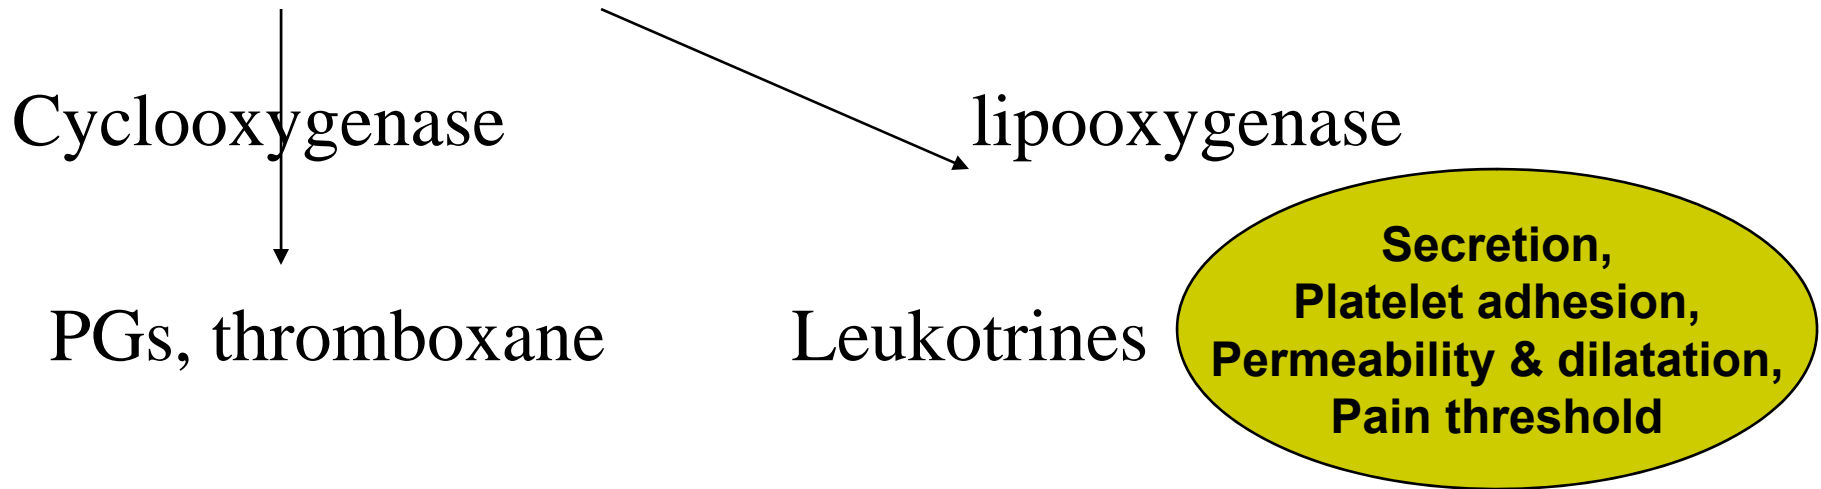 Cyclooxygenase
lipooxygenase
PGs, thromboxane
Leukotrines
Secretion,
Platelet adhesion,
Permeability & dilatation,
Pain threshold